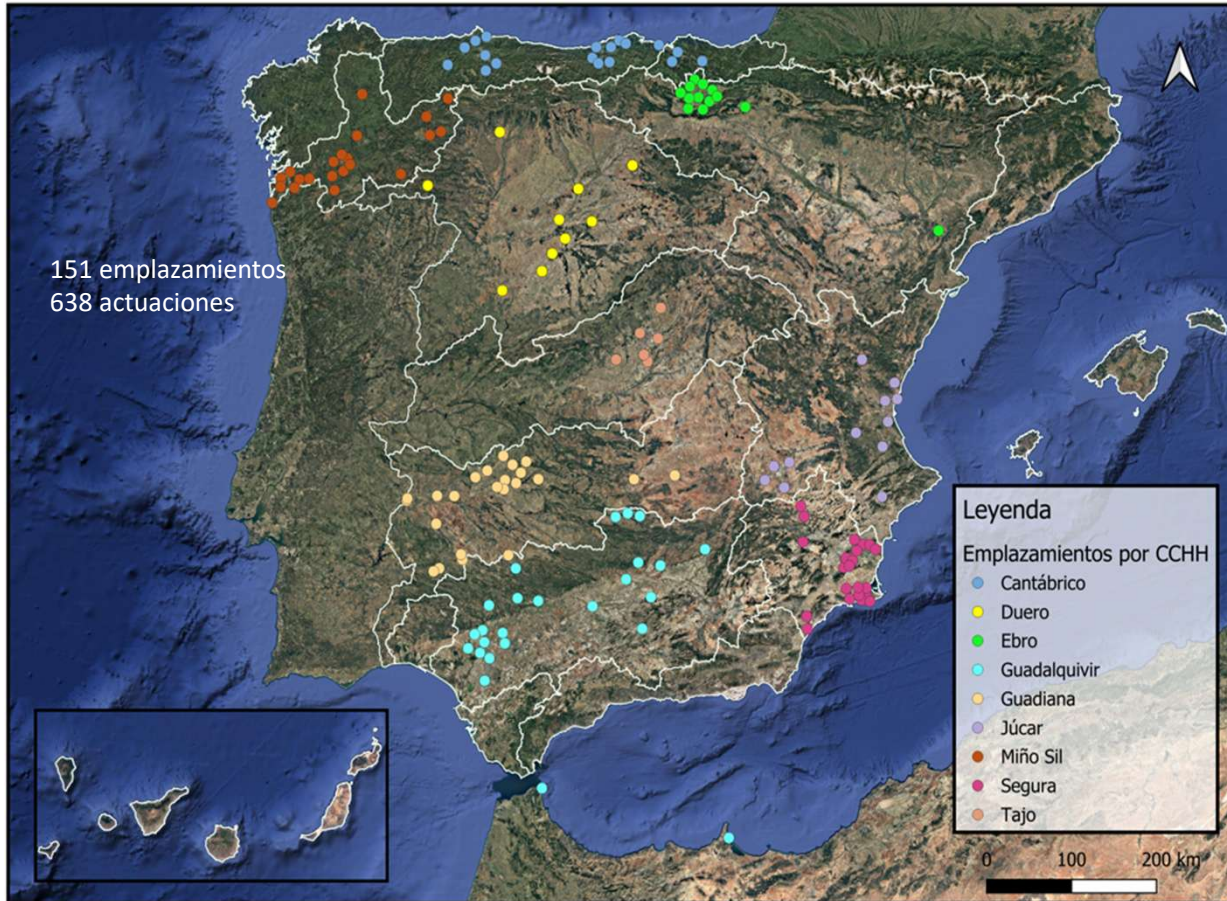 151 emplazamientos
638 actuaciones
Leyenda
Emplazamientos por CCHH
Cantábrico
Duero
Ebro
Guadalquivir
Guadiana
Júcar
Miño Sil
Segura
Tajo
0 100 200 km